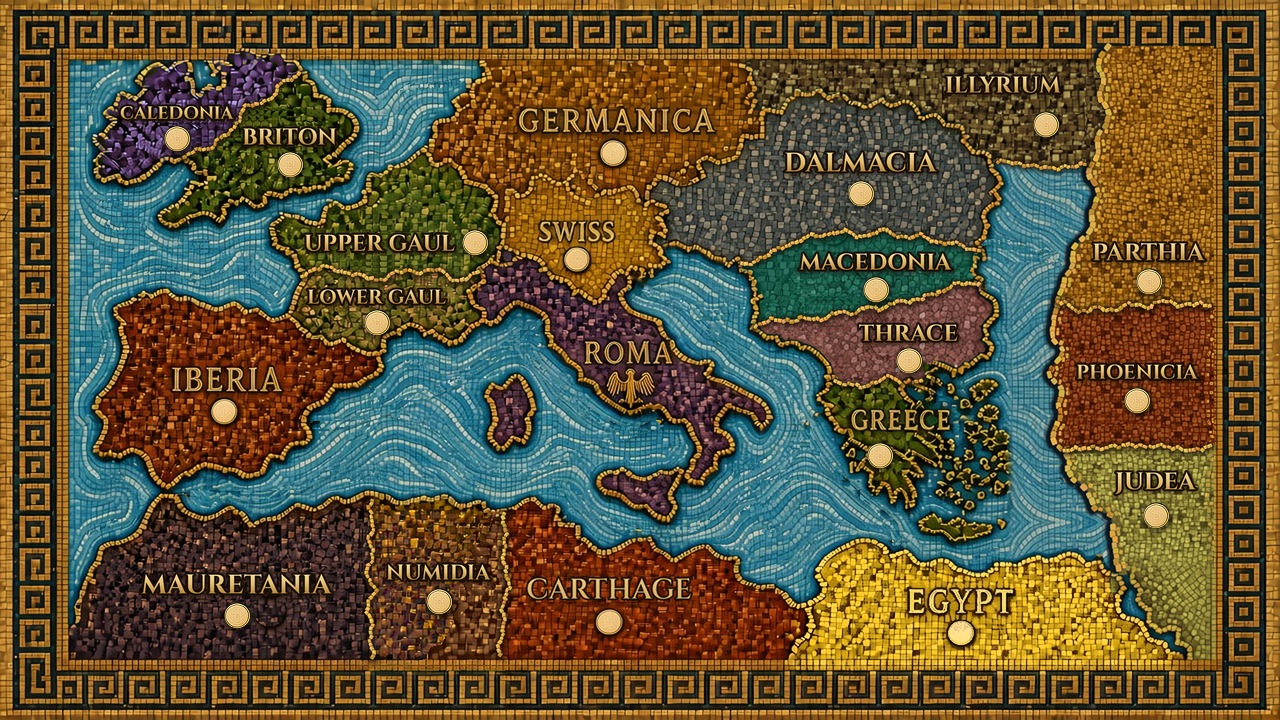 ILLYRIUM
CALEDONIA
GERMANICA
BRITON
DALMACIA
SWISS
UPPER GAUL
PARTHIA
MACEDONIA
LOWER GAUL
THRACE
ROMA
PHOENICIA
IBERIA
GREECE
JUDEA
NUMIDIA
MAURETANIA
CARTHAGE
EGYPT